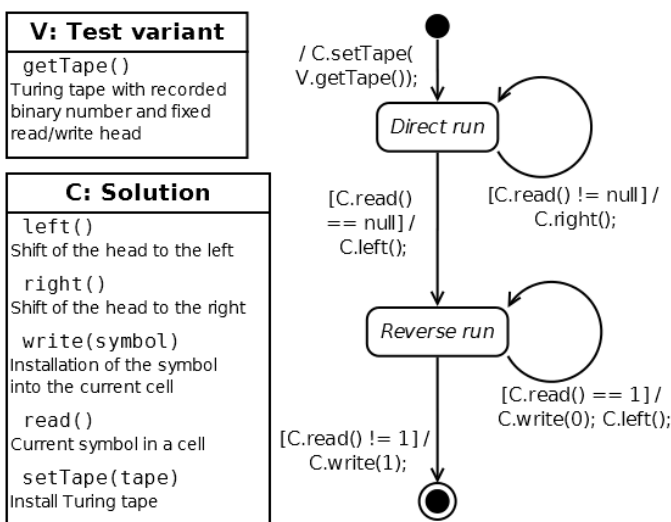 V: Test variant
getTape()
Turing tape with recorded
binary number and fixed
read/write head
C: Solution
left()
Shift of the head to the left
right()
Shift of the head to the right
write(symbol)
Installation of the symbol
into the current cell
read()
Current symbol in a cell
setTape(tape)
Install Turing tape
/ C.setTape(
V.getTape());
Direct run
[C.read() != null] /
C.right();
[C.read()
== null] /
C.left();
Reverse run
[C.read() == 1] /
C.write(0); C.left();
[C.read() != 1] /
C.write(1);